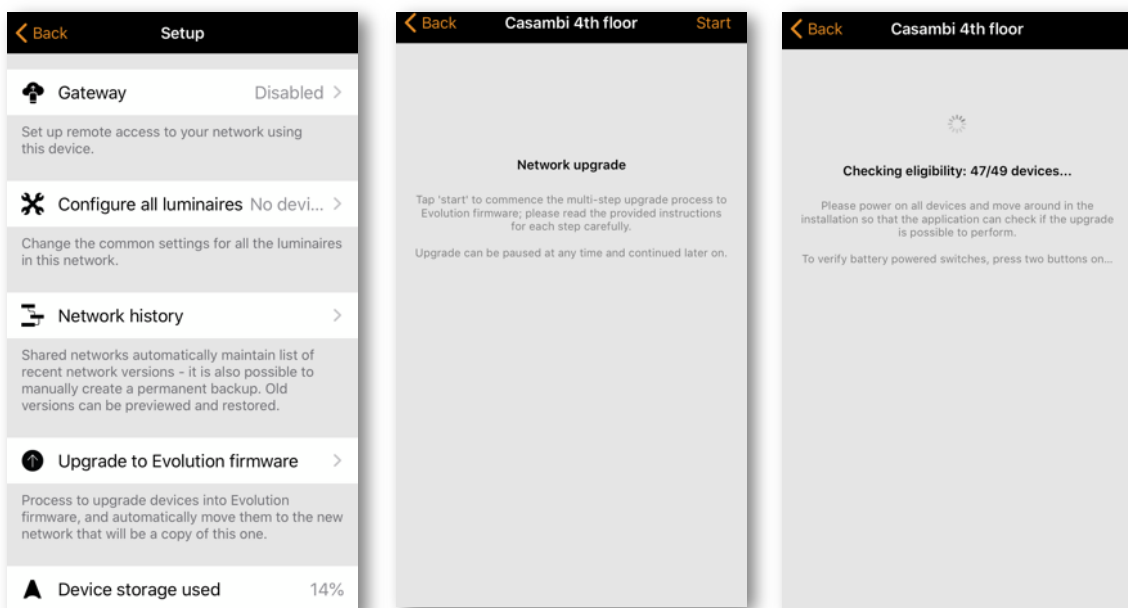 Back
Setup
Gateway
Disabled
Set up remote access to your network using
this device.
Configure all luminaires
No devi...
Change the common settings for all the luminaires
in this network.
Network history
Shared networks automatically maintain list of
recent network versions - it is also possible to
manually create a permanent backup. Old
versions can be previewed and restored.
Upgrade to Evolution firmware
Process to upgrade devices into Evolution
firmware, and automatically move them to the new
network that will be a copy of this one.
Device storage used
14%
Back
Casambi 4th floor
Start
Network upgrade
Tap 'start' to commence the multi-step upgrade process to
Evolution firmware; please read the provided instructions
for each step carefully.
Upgrade can be paused at any time and continued later on.
Back
Casambi 4th floor
Checking eligibility: 47/49 devices...
Please power on all devices and move around in the
installation so that the application can check if the upgrade
is possible to perform.
To verify battery powered switches, press two buttons on...